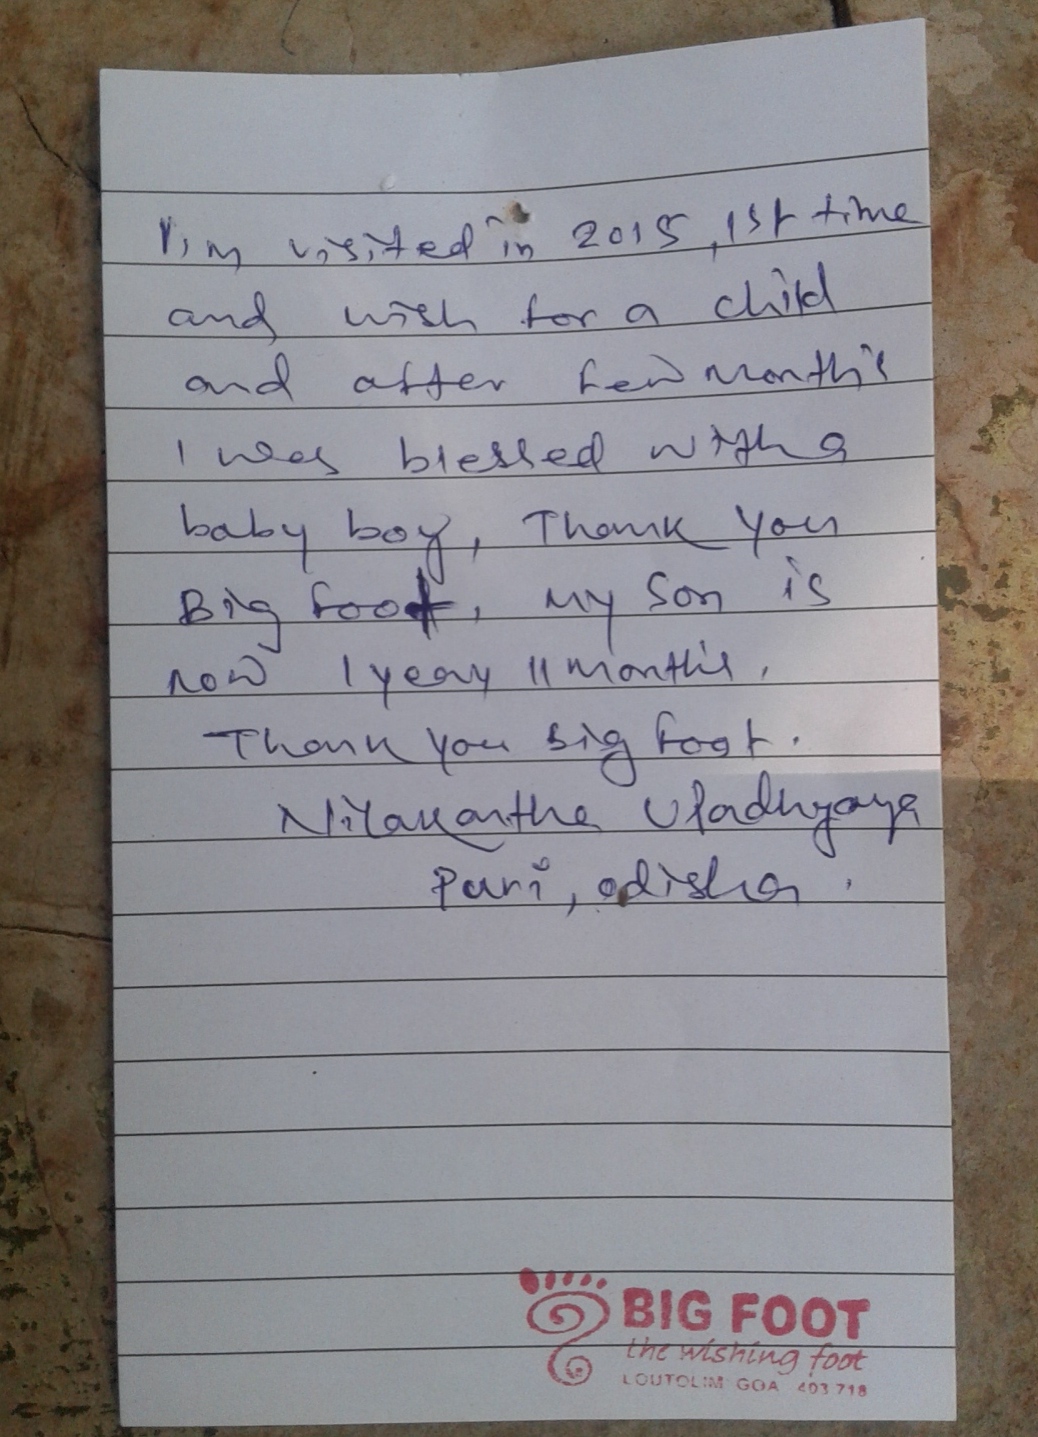 I'm visited in 2015, 1st time
and wish for a child
and after few month's
I was blessed with a
baby boy, Thank you
Big foot, my son is
now 1 year 11 month's.
Thank you Big foot.
Nilakantha Upadhyaya
Puri, odisha.
BIG FOOT
the wishing foot
LOUTOLIM GOA 403 718